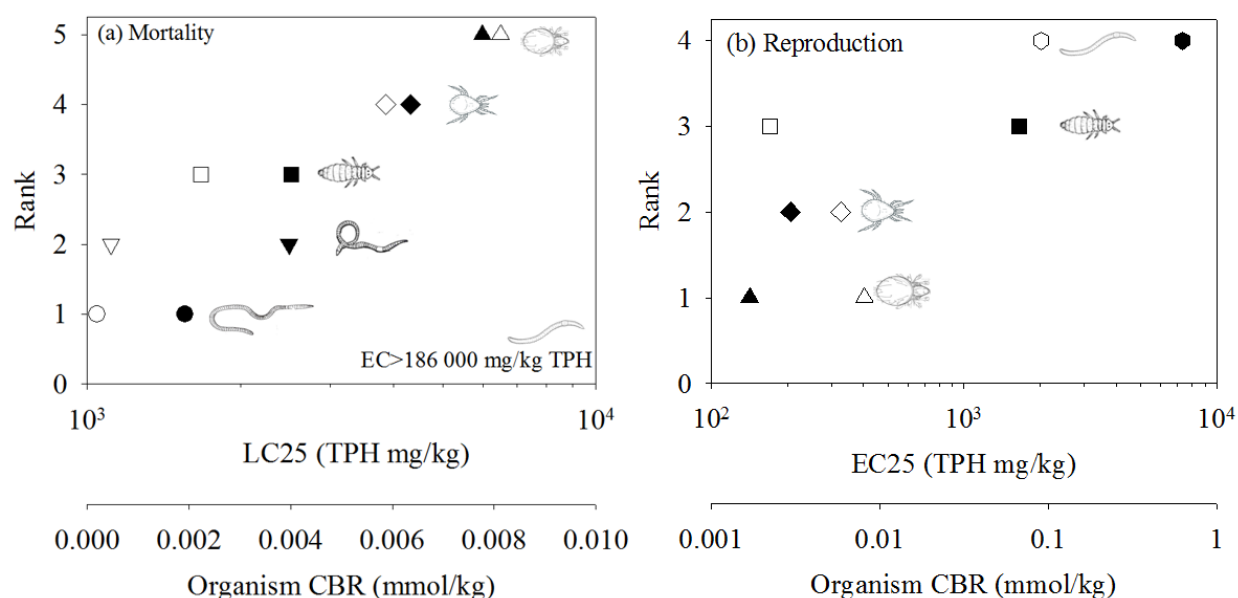 (a) Mortality
5
4
3
2
1
0
Rank
EC>186 000 mg/kg TPH
10³ 10⁴
LC25 (TPH mg/kg)
0.000 0.002 0.004 0.006 0.008 0.010
Organism CBR (mmol/kg)
(b) Reproduction
4
3
2
1
0
Rank
10² 10³ 10⁴
EC25 (TPH mg/kg)
0.001 0.01 0.1 1
Organism CBR (mmol/kg)